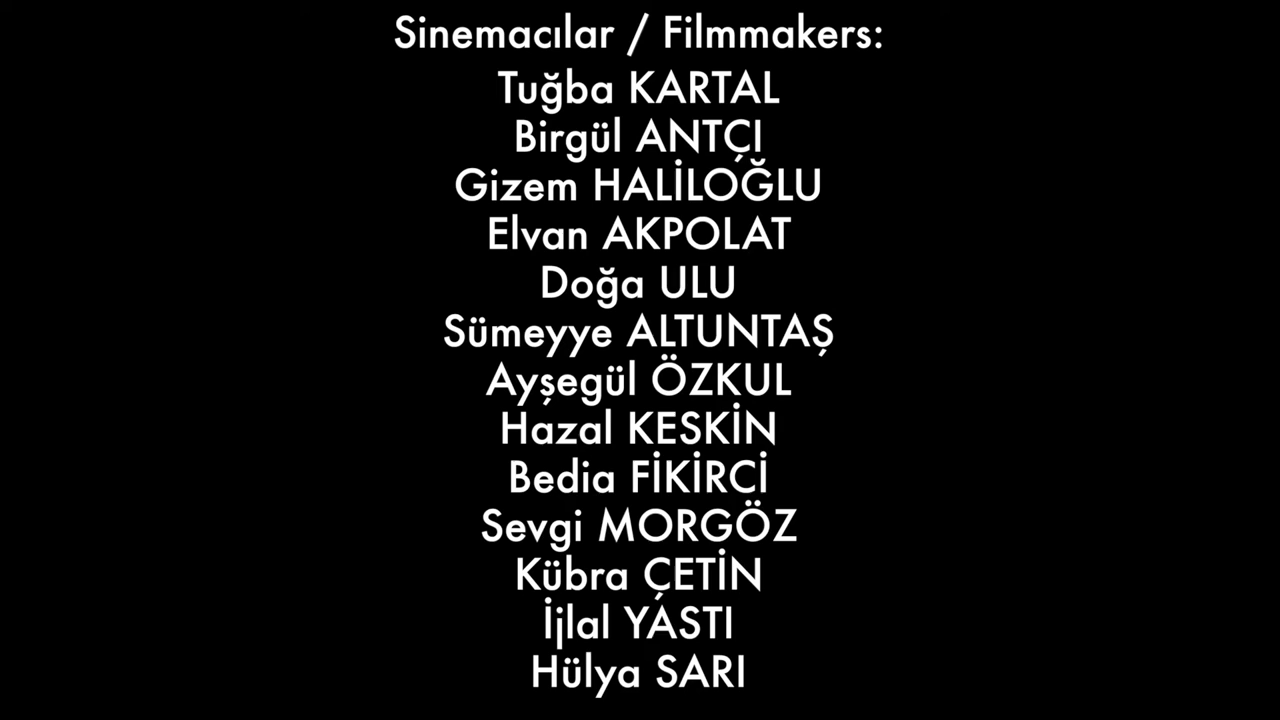 Sinemacılar / Filmmakers:
Tuğba KARTAL
Birgül ANTÇI
Gizem HALİLOĞLU
Elvan AKPOLAT
Doğa ULU
Sümeyye ALTUNTAŞ
Ayşegül ÖZKUL
Hazal KESKİN
Bedia FİKİRCİ
Sevgi MORGÖZ
Kübra ÇETİN
İjlal YASTI
Hülya SARI